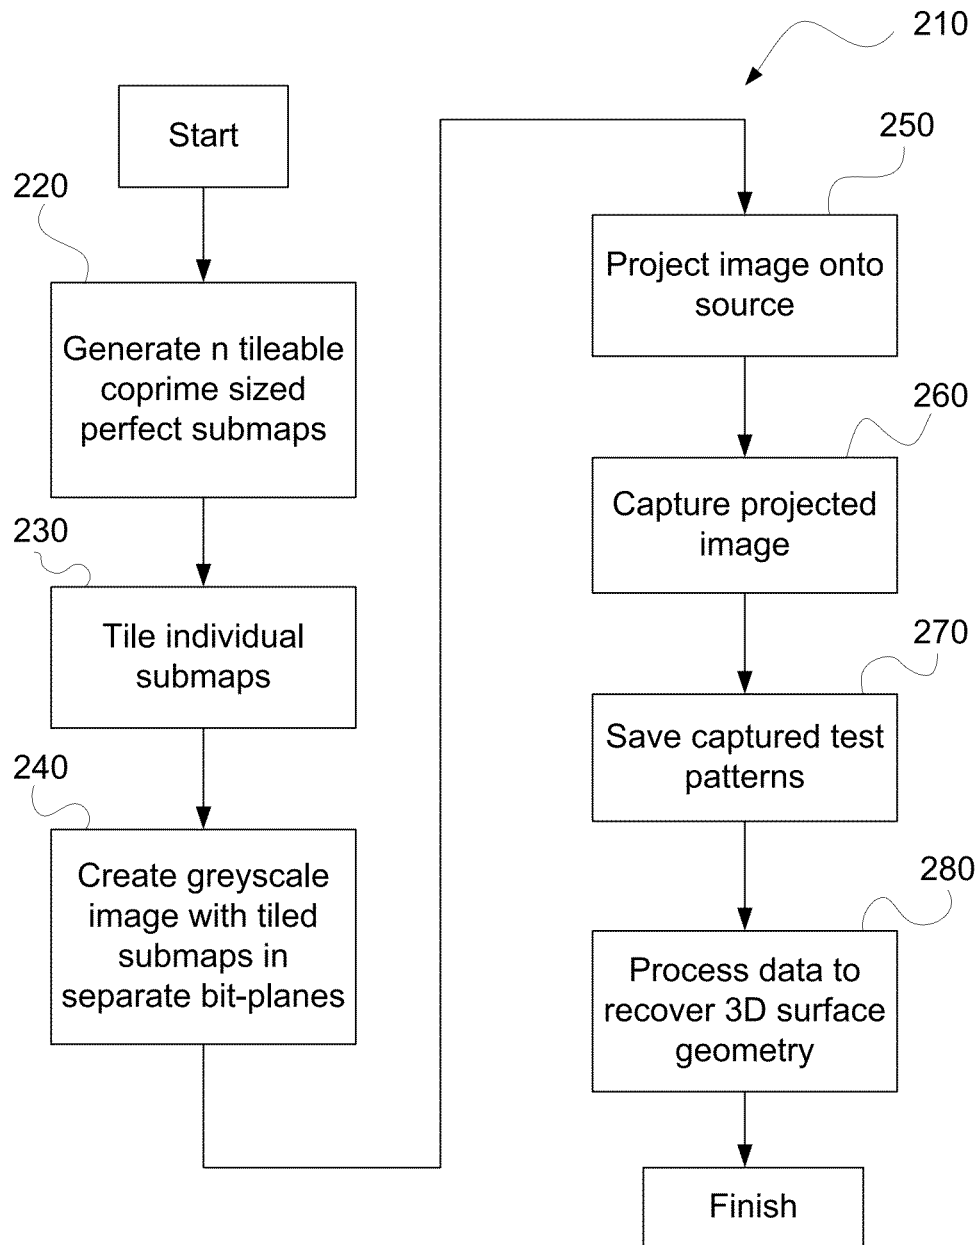 210
Start
220
Generate n tileable
coprime sized
perfect submaps
230
Tile individual
submaps
240
Create greyscale
image with tiled
submaps in
separate bit-planes
250
Project image onto
source
260
Capture projected
image
270
Save captured test
patterns
280
Process data to
recover 3D surface
geometry
Finish